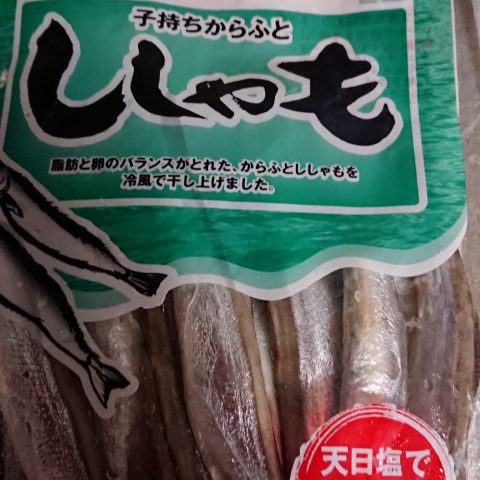 子持ちからふと
ししゃも
脂肪と卵のバランスがとれた、からふとししゃもを
冷風で干し上げました。
天日塩で